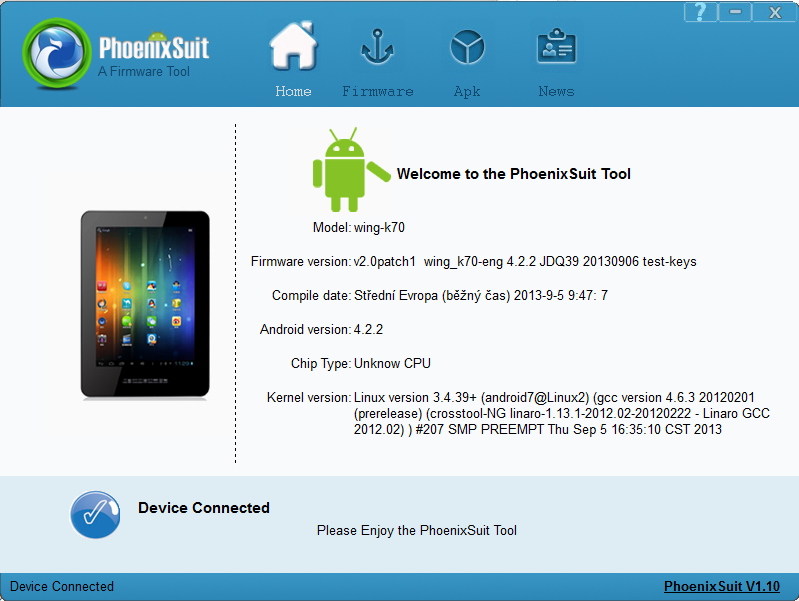 PhoenixSuit
A Firmware Tool
Home
Firmware
Apk
News
?
X
Welcome to the PhoenixSuit Tool
Model: wing-k70
Firmware version: v2.0patch1 wing_k70-eng 4.2.2 JDQ39 20130906 test-keys
Compile date: Střední Evropa (běžný čas) 2013-9-5 9:47: 7
Android version: 4.2.2
Chip Type: Unknow CPU
Kernel version: Linux version 3.4.39+ (android7@Linux2) (gcc version 4.6.3 20120201
(prerelease) (crosstool-NG linaro-1.13.1-2012.02-20120222 - Linaro GCC
2012.02) ) #207 SMP PREEMPT Thu Sep 5 16:35:10 CST 2013
Device Connected
Please Enjoy the PhoenixSuit Tool
Device Connected
PhoenixSuit V1.10